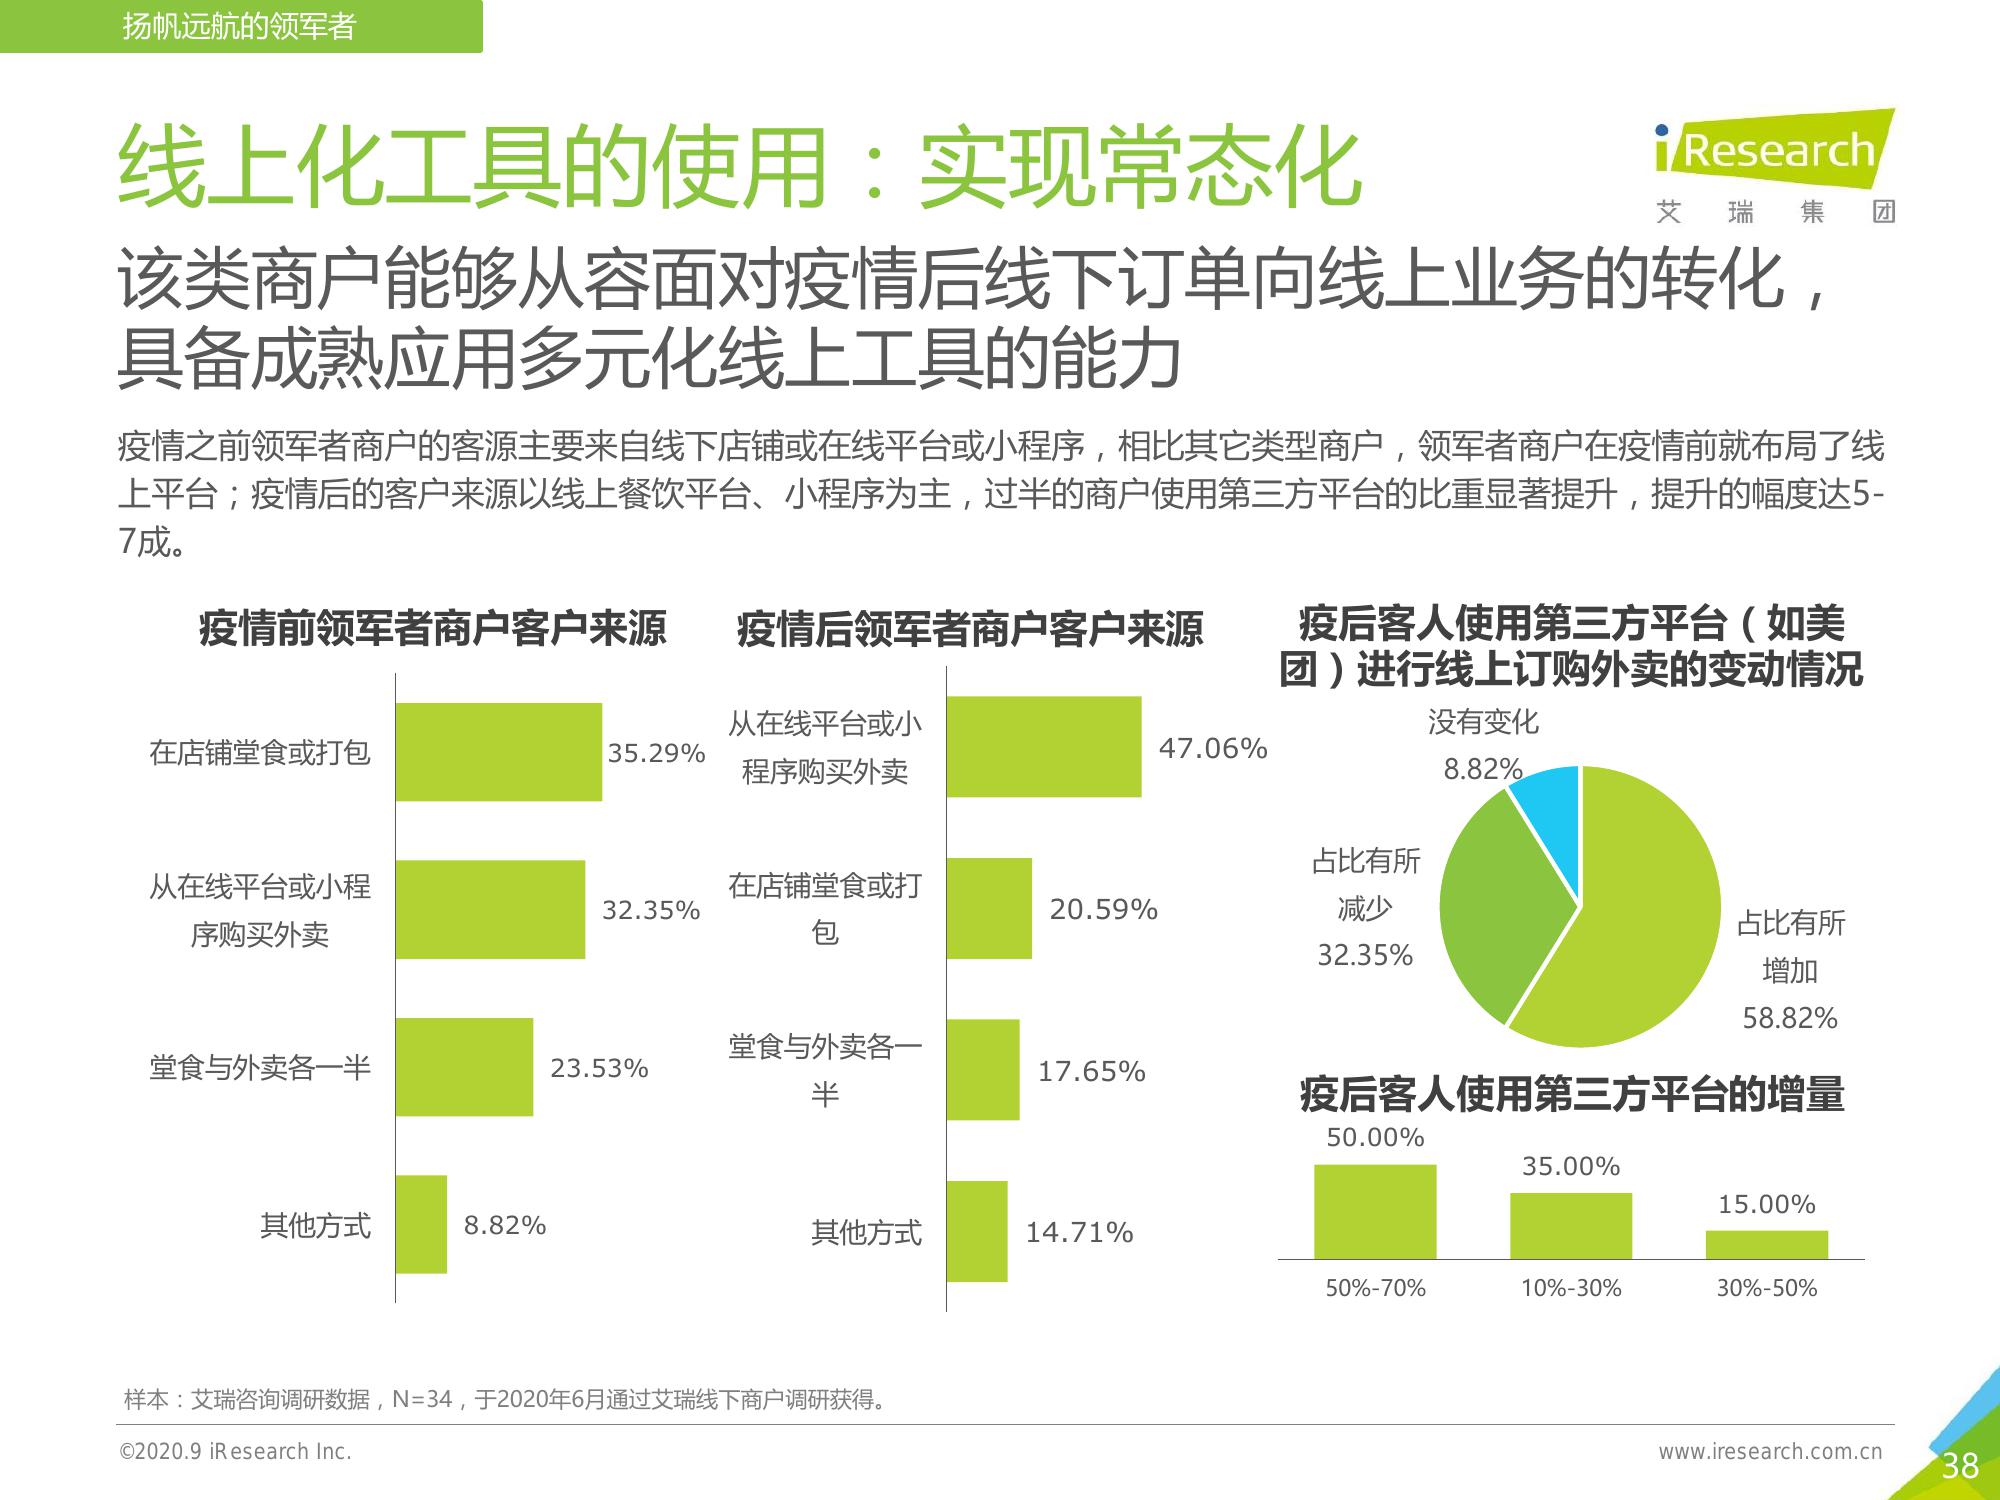 扬帆远航的领军者
线上化工具的使用：实现常态化
iResearch
艾瑞集团
该类商户能够从容面对疫情后线下订单向线上业务的转化，
具备成熟应用多元化线上工具的能力
疫情之前领军者商户的客源主要来自线下店铺或在线平台或小程序，相比其它类型商户，领军者商户在疫情前就布局了线
上平台；疫情后的客户来源以线上餐饮平台、小程序为主，过半的商户使用第三方平台的比重显著提升，提升的幅度达5-
7成。
疫情前领军者商户客户来源
在店铺堂食或打包
35.29%
从在线平台或小程
序购买外卖
32.35%
堂食与外卖各一半
23.53%
其他方式
8.82%
疫情后领军者商户客户来源
从在线平台或小
程序购买外卖
47.06%
在店铺堂食或打
包
20.59%
堂食与外卖各一
半
17.65%
其他方式
14.71%
疫后客人使用第三方平台（如美
团）进行线上订购外卖的变动情况
没有变化
8.82%
占比有所
减少
32.35%
占比有所
增加
58.82%
疫后客人使用第三方平台的增量
50.00%
35.00%
15.00%
50%-70%
10%-30%
30%-50%
样本：艾瑞咨询调研数据，N=34，于2020年6月通过艾瑞线下商户调研获得。
©2020.9 iResearch Inc.
www.iresearch.com.cn
38